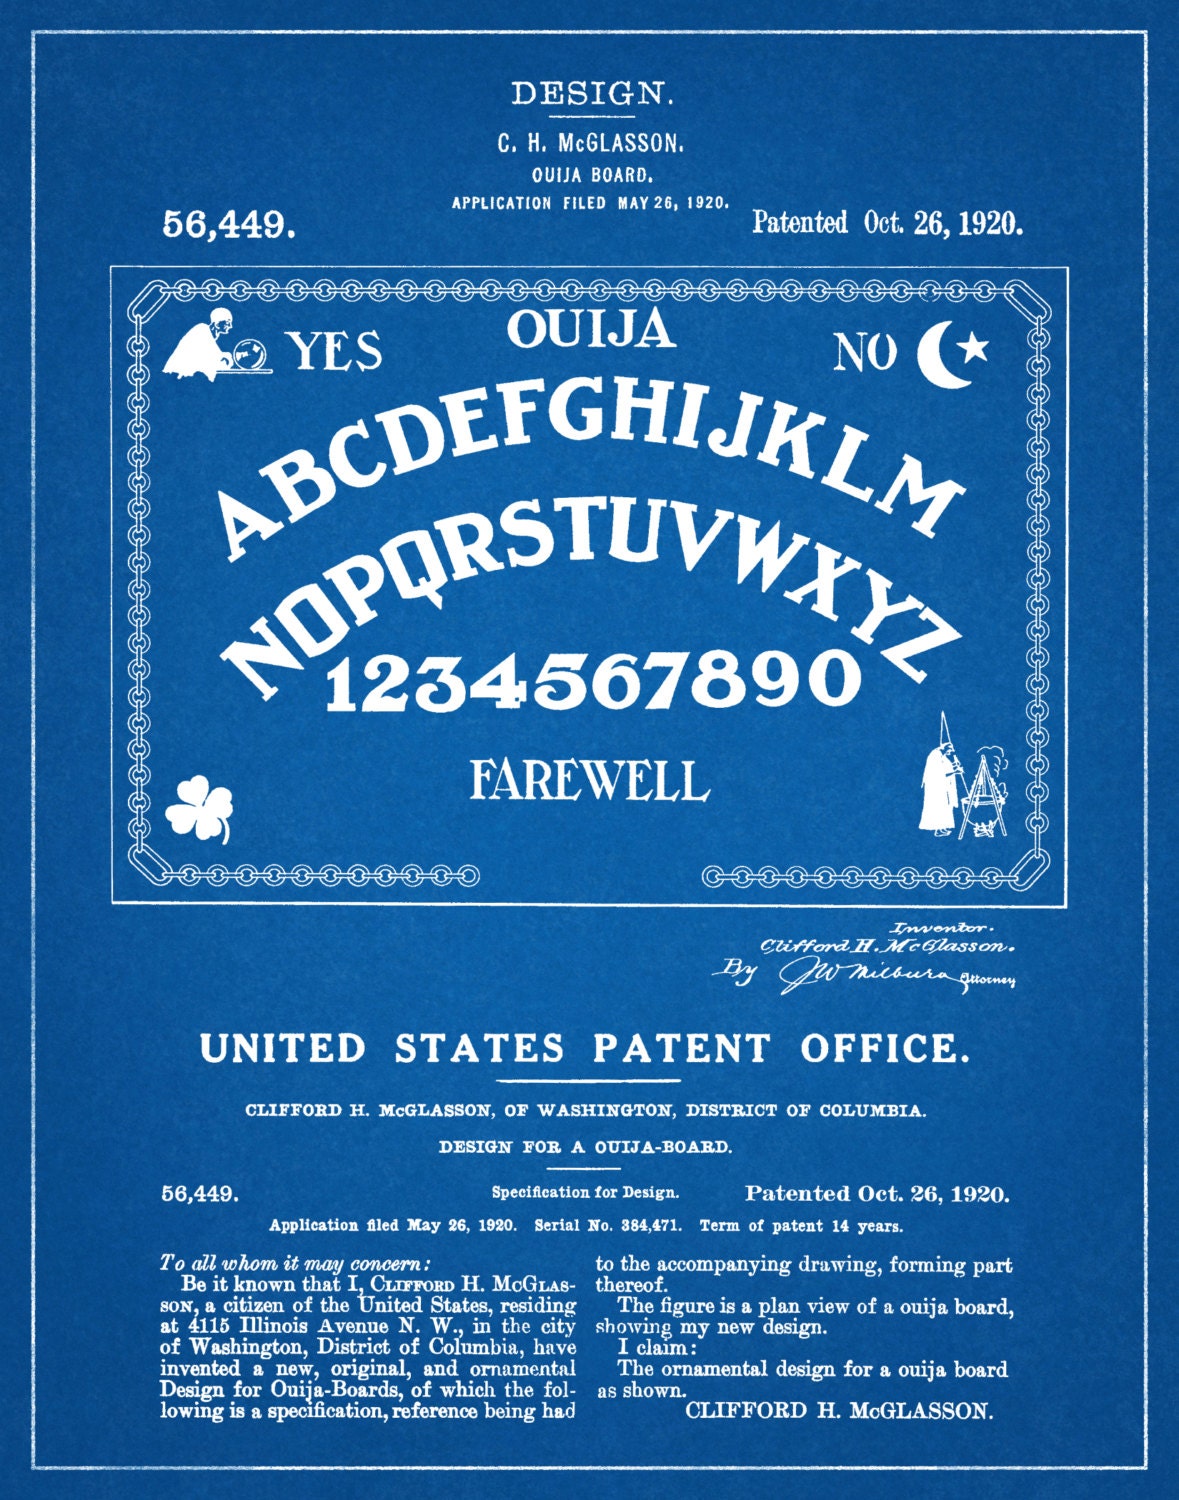 DESIGN.
C. H. McGLASSON.
OUIJA BOARD.
APPLICATION FILED MAY 26, 1920.
56,449.
Patented Oct. 26, 1920.
OUIJA
YES
NO
ABCDEFGHIJKLM
NOPQRSTUVWXYZ
1234567890
FAREWELL
Inventor.
Clifford H. McGlasson.
By JW Milburn Attorney
UNITED STATES PATENT OFFICE.
CLIFFORD H. McGLASSON, OF WASHINGTON, DISTRICT OF COLUMBIA.
DESIGN FOR A OUIJA-BOARD.
56,449.
Specification for Design.
Patented Oct. 26, 1920.
Application filed May 26, 1920. Serial No. 384,471. Term of patent 14 years.
To all whom it may concern:
Be it known that I, CLIFFORD H. McGLAS-
SON, a citizen of the United States, residing
at 4115 Illinois Avenue N. W., in the city
of Washington, District of Columbia, have
invented a new, original, and ornamental
Design for Ouija-Boards, of which the fol-
lowing is a specification, reference being had
to the accompanying drawing, forming part
thereof.
The figure is a plan view of a ouija board,
showing my new design.
I claim:
The ornamental design for a ouija board
as shown.
CLIFFORD H. McGLASSON.